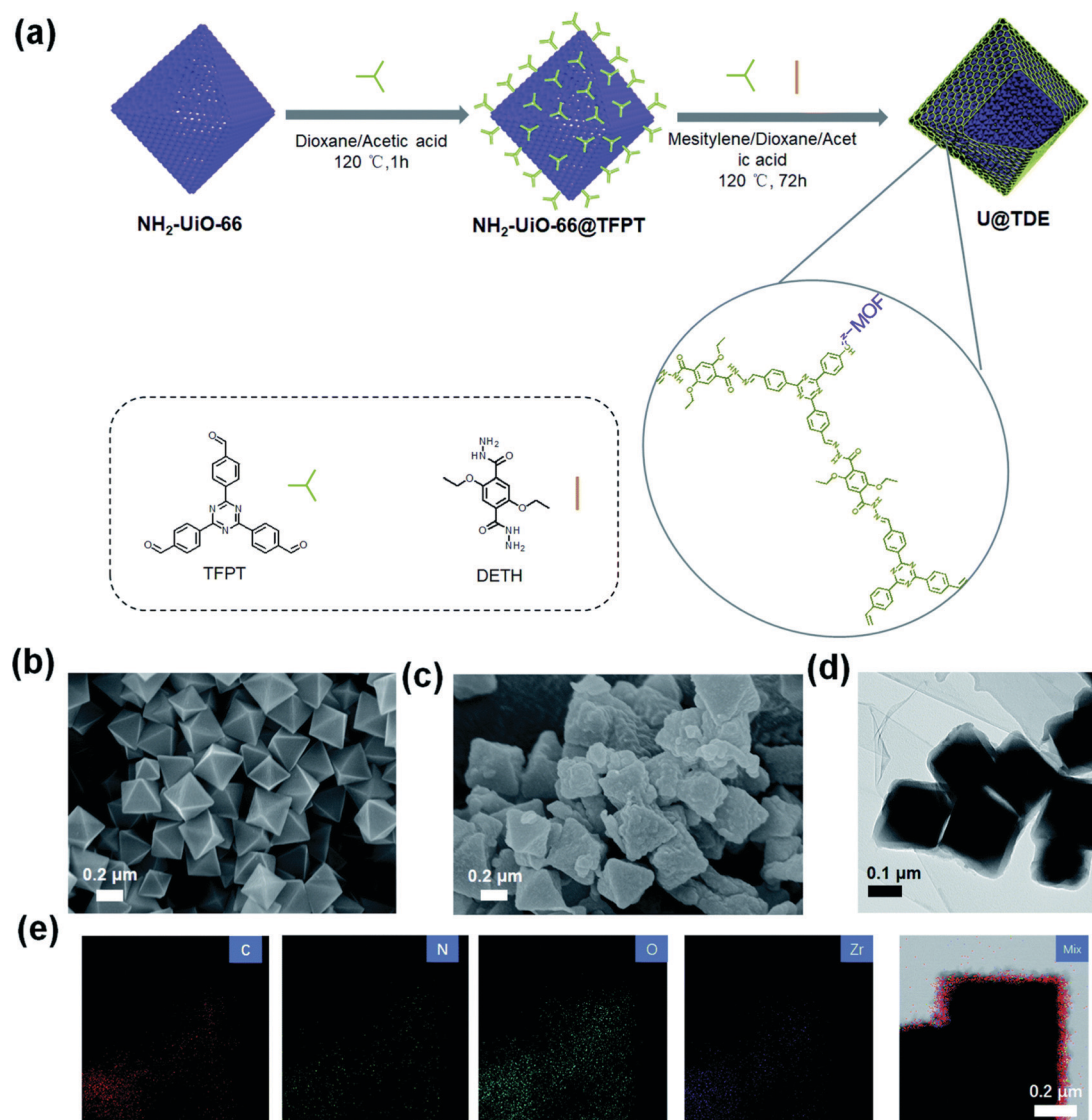 (a)
Dioxane/Acetic acid
120 ℃,1h
Mesitylene/Dioxane/Acet
ic acid
120 ℃, 72h
NH₂-UiO-66
NH₂-UiO-66@TFPT
U@TDE
N-MOF
TFPT
DETH
(b)
0.2 μm
(c)
0.2 μm
(d)
0.1 μm
(e)
C
N
O
Zr
Mix
0.2 μm